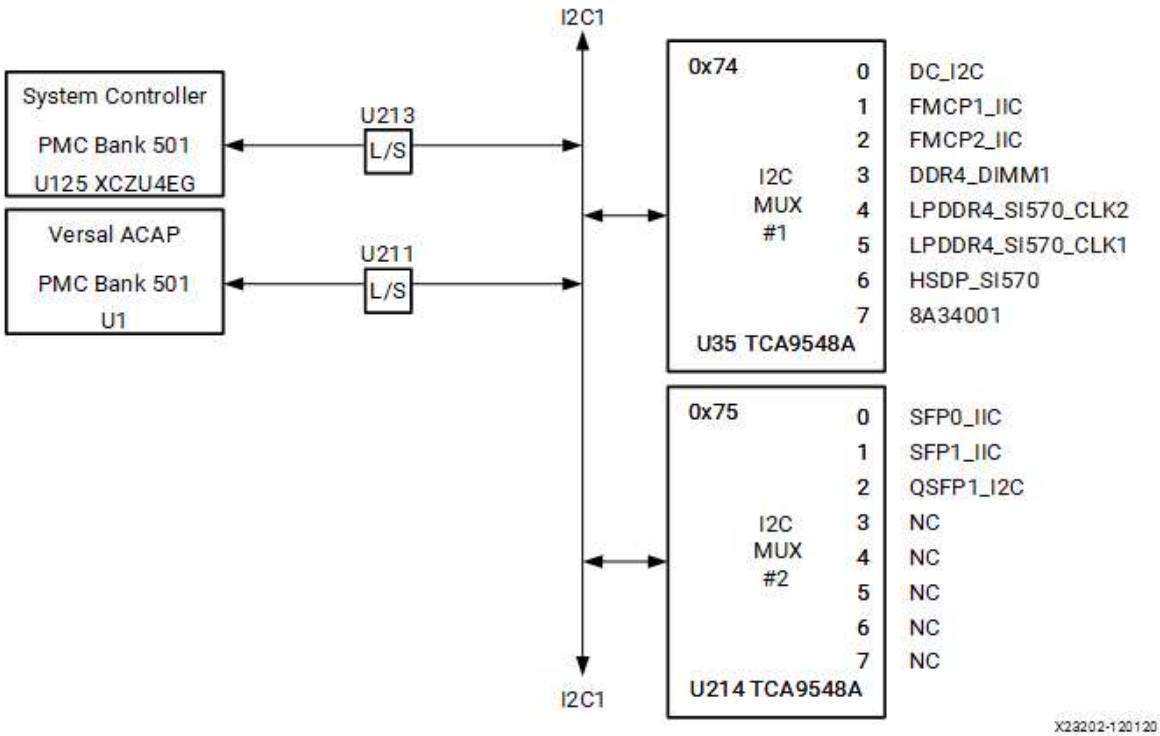 I2C1
System Controller
PMC Bank 501
U125 XCZU4EG
U213
L/S
Versal ACAP
PMC Bank 501
U1
U211
L/S
0x74
0 DC_I2C
1 FMCP1_IIC
2 FMCP2_IIC
3 DDR4_DIMM1
4 LPDDR4_SI570_CLK2
5 LPDDR4_SI570_CLK1
6 HSDP_SI570
7 8A34001
I2C
MUX
#1
U35 TCA9548A
0x75
0 SFP0_IIC
1 SFP1_IIC
2 QSFP1_I2C
3 NC
4 NC
5 NC
6 NC
7 NC
I2C
MUX
#2
U214 TCA9548A
I2C1
X23202-120120